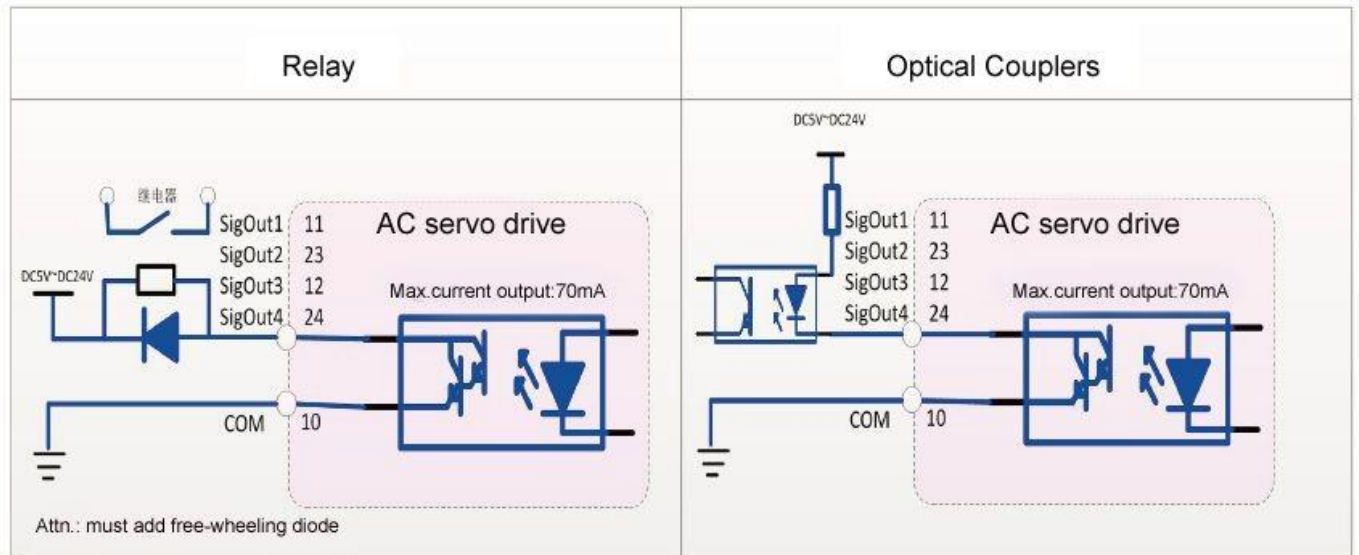 Relay
Optical Couplers
继电器
SigOut1 11
AC servo drive
SigOut2 23
DC5V~DC24V
SigOut3 12
Max.current output:70mA
SigOut4 24
COM 10
Attn.: must add free-wheeling diode
DC5V~DC24V
SigOut1 11
AC servo drive
SigOut2 23
SigOut3 12
Max.current output:70mA
SigOut4 24
COM 10